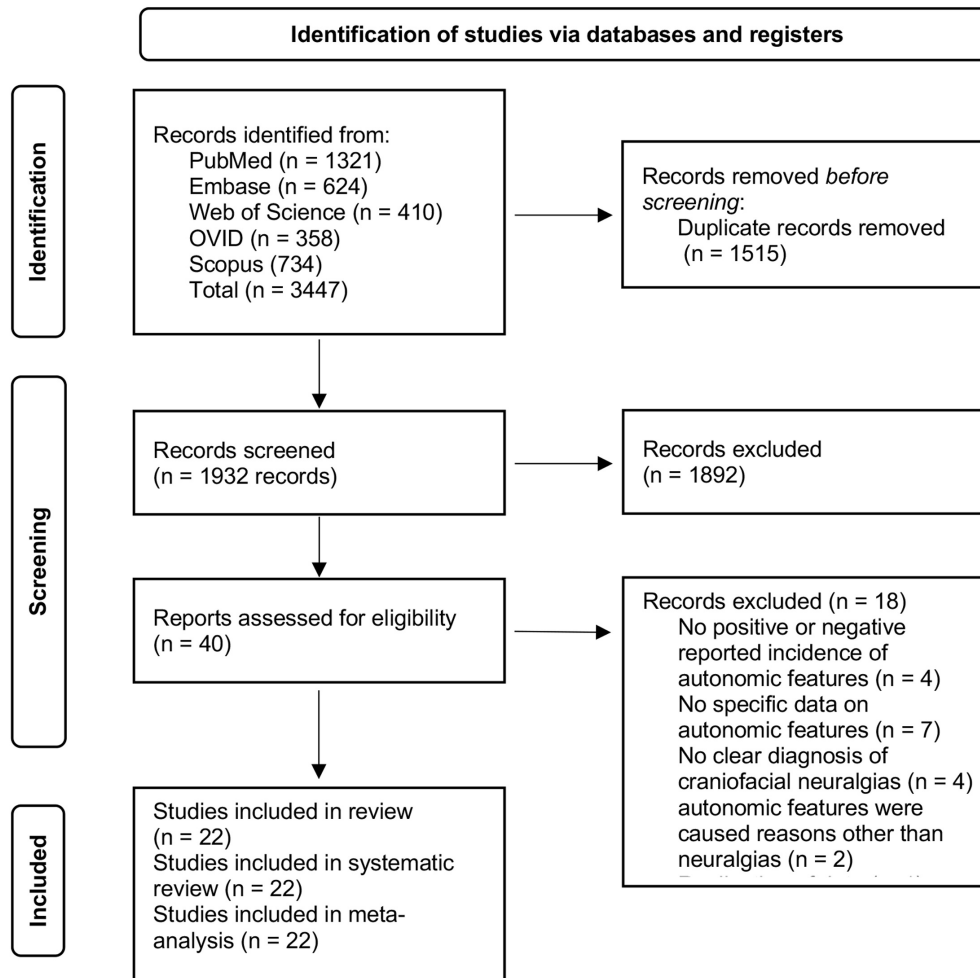 Identification of studies via databases and registers
Identification
Records identified from:
PubMed (n = 1321)
Embase (n = 624)
Web of Science (n = 410)
OVID (n = 358)
Scopus (734)
Total (n = 3447)
Records removed before
screening:
Duplicate records removed
(n = 1515)
Screening
Records screened
(n = 1932 records)
Records excluded
(n = 1892)
Reports assessed for eligibility
(n = 40)
Records excluded (n = 18)
No positive or negative
reported incidence of
autonomic features (n = 4)
No specific data on
autonomic features (n = 7)
No clear diagnosis of
craniofacial neuralgias (n = 4)
autonomic features were
caused reasons other than
neuralgias (n = 2)
Included
Studies included in review
(n = 22)
Studies included in systematic
review (n = 22)
Studies included in meta-
analysis (n = 22)